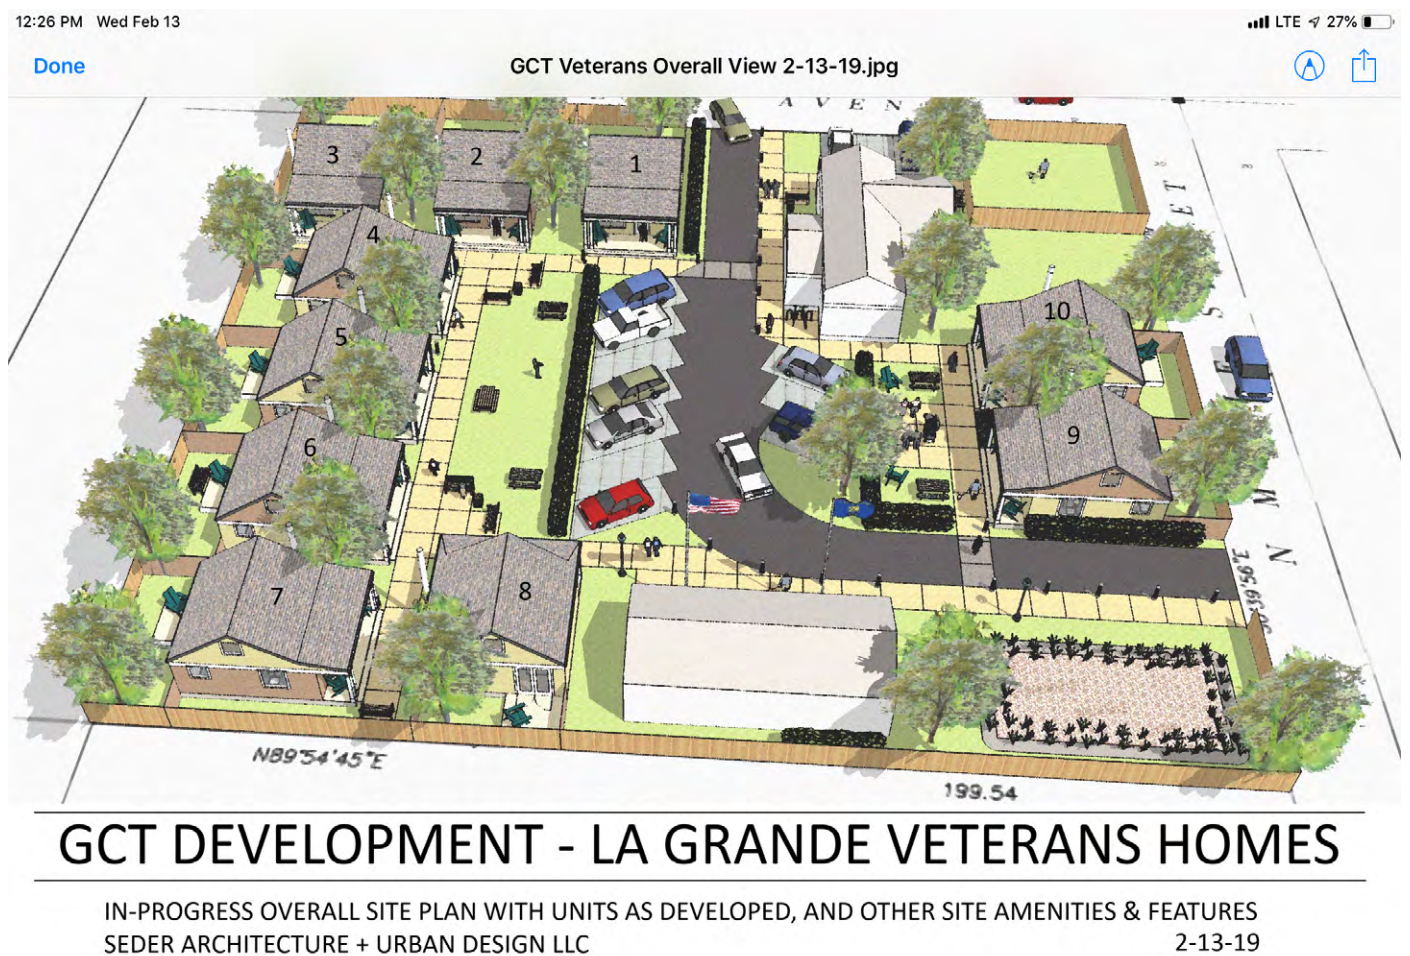 12:26 PM Wed Feb 13
LTE 27%
Done
GCT Veterans Overall View 2-13-19.jpg
AVEN
3
2
1
4
5
10
6
9
7
8
N89°54'45"E
199.54
GCT DEVELOPMENT - LA GRANDE VETERANS HOMES
IN-PROGRESS OVERALL SITE PLAN WITH UNITS AS DEVELOPED, AND OTHER SITE AMENITIES & FEATURES
SEDER ARCHITECTURE + URBAN DESIGN LLC
2-13-19